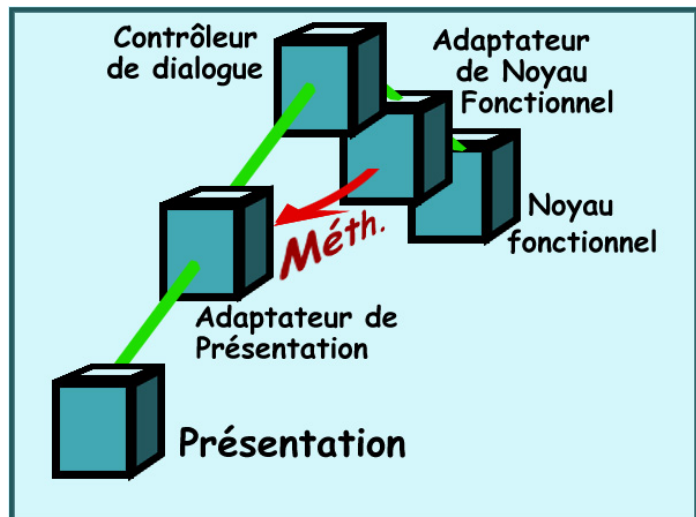 Contrôleur
de dialogue
Adaptateur
de Noyau
Fonctionnel
Noyau
fonctionnel
Méth.
Adaptateur de
Présentation
Présentation